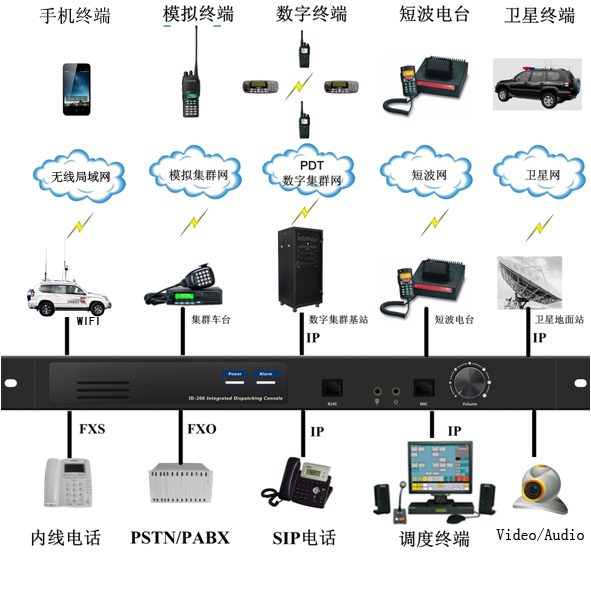 手机终端
模拟终端
数字终端
短波电台
卫星终端
无线局域网
模拟集群网
PDT
数字集群网
短波网
卫星网
WIFI
集群车台
数字集群基站
短波电台
卫星地面站
IP
IP
Power
Alarm
ID-200 Integrated Dispatching Console
RJ45
MIC
Volume
FXS
FXO
IP
IP
内线电话
PSTN/PABX
SIP电话
调度终端
Video/Audio